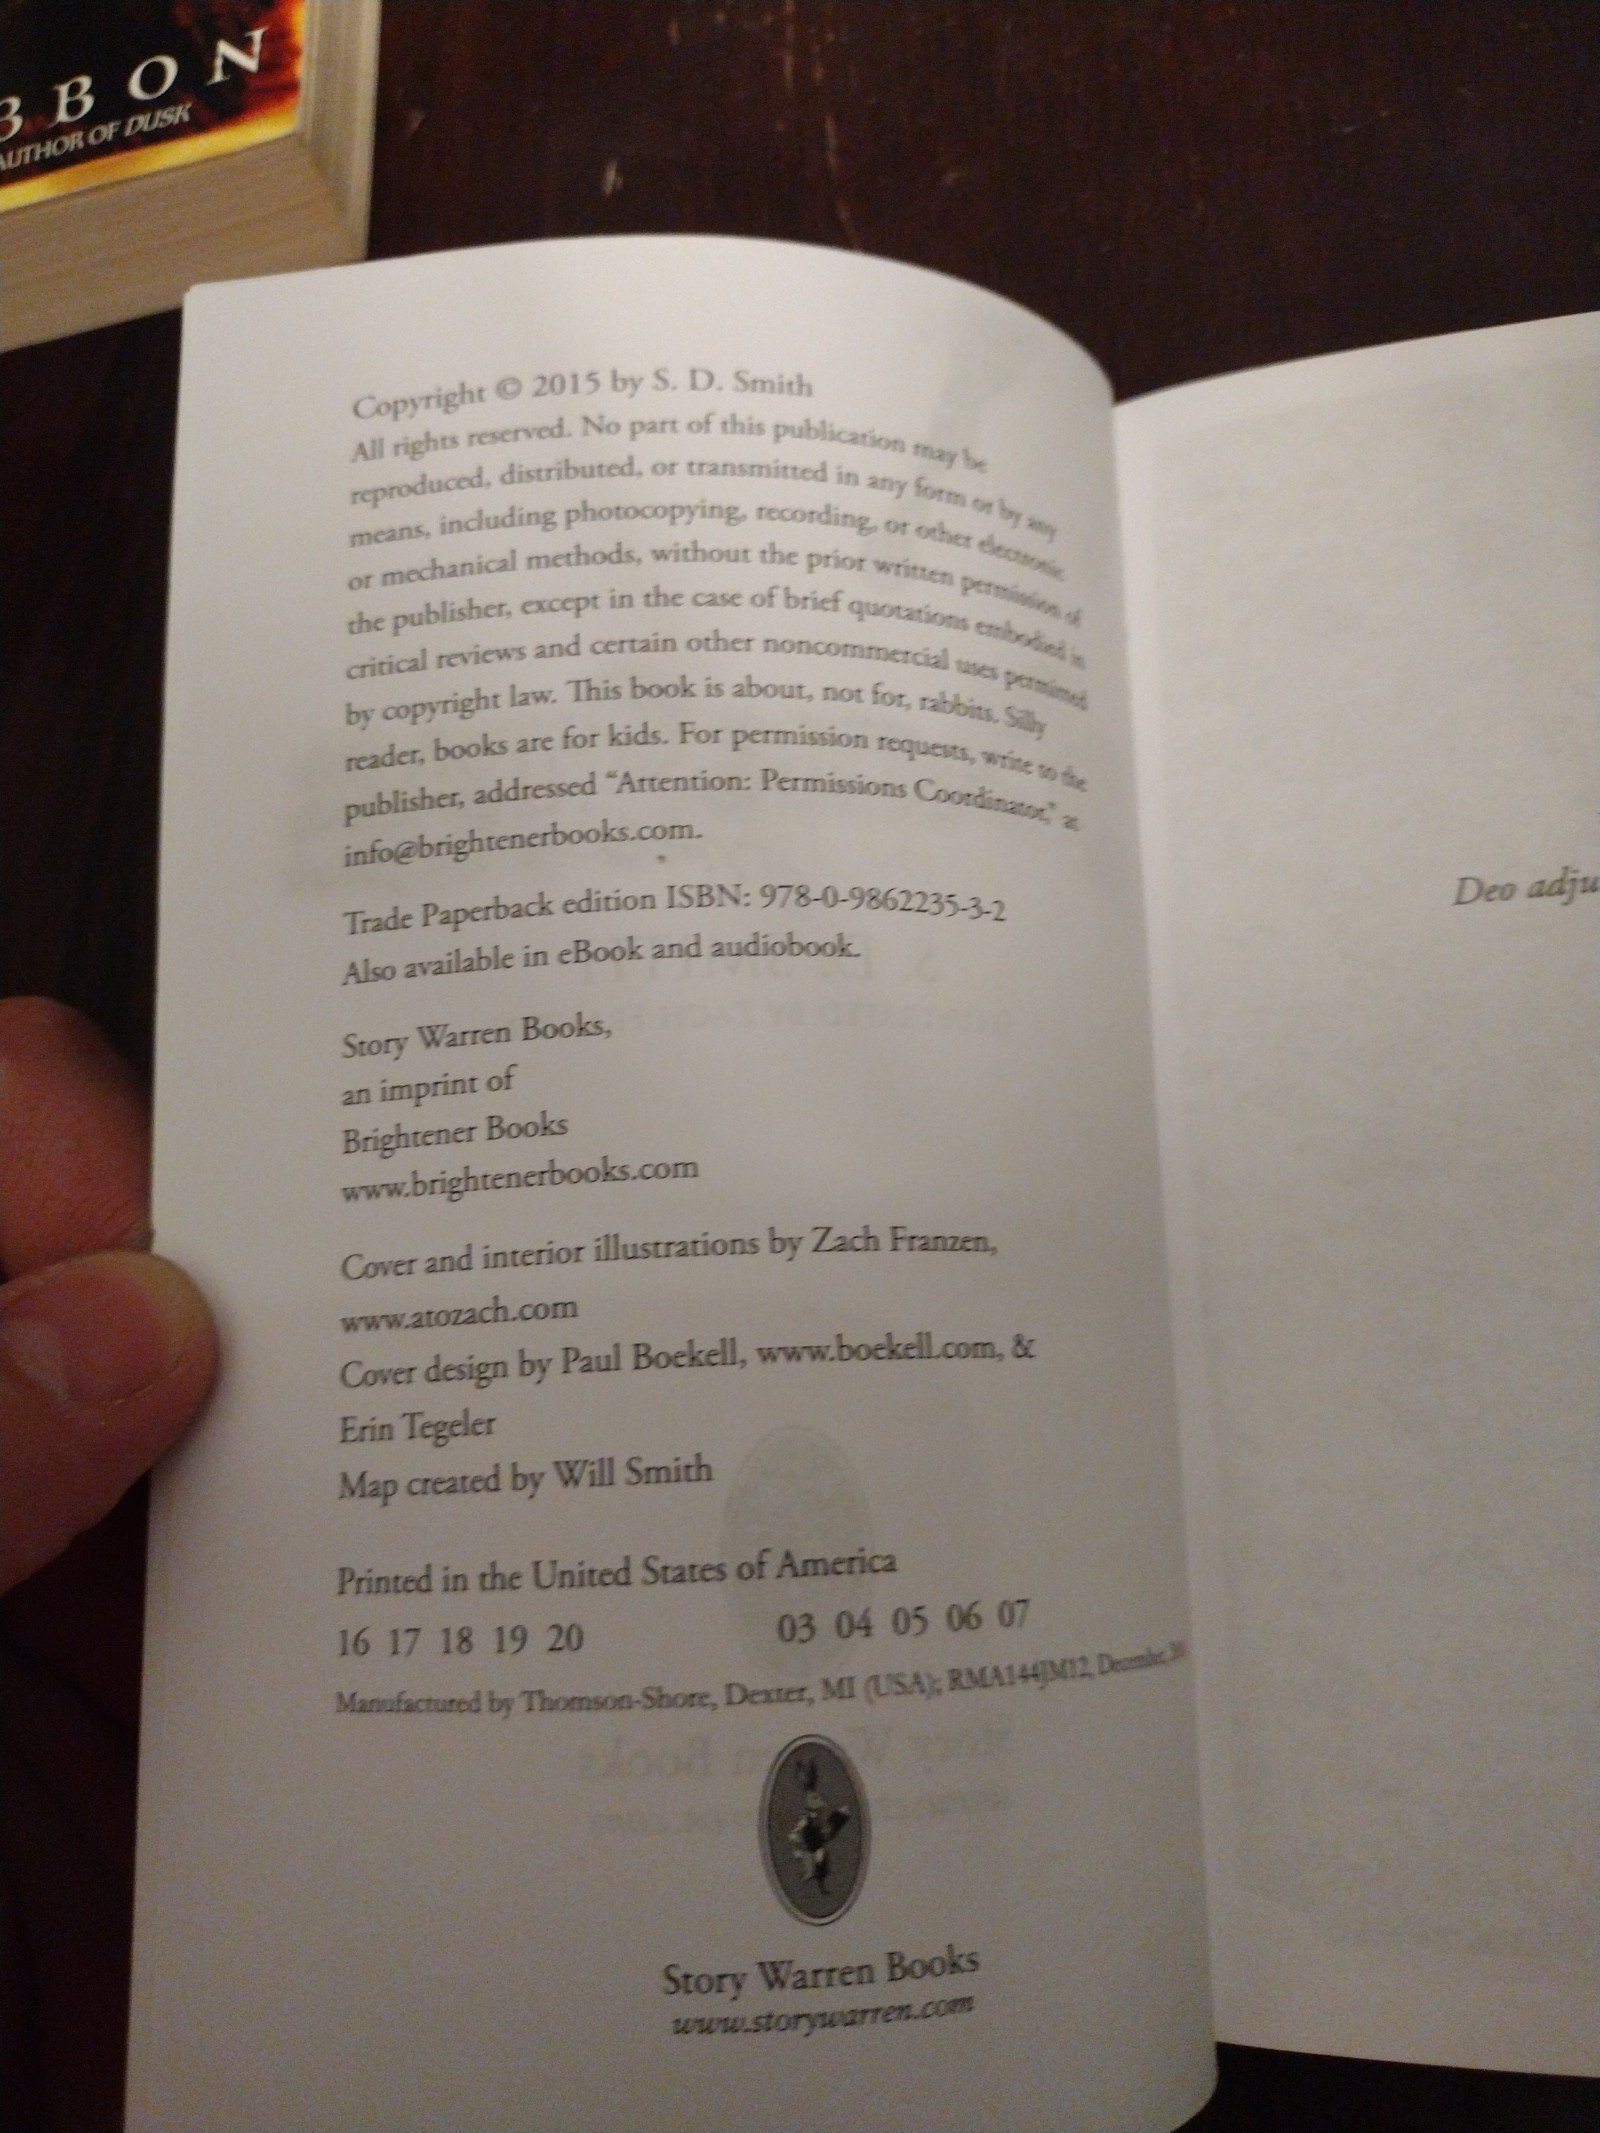 BBON
AUTHOR OF DUSK
Copyright © 2015 by S. D. Smith
All rights reserved. No part of this publication may be
reproduced, distributed, or transmitted in any form or by any
means, including photocopying, recording, or other electronic
or mechanical methods, without the prior written permission of
the publisher, except in the case of brief quotations embodied in
critical reviews and certain other noncommercial uses permitted
by copyright law. This book is about, not for, rabbits. Silly
reader, books are for kids. For permission requests, write to the
publisher, addressed “Attention: Permissions Coordinator,” at
info@brightenerbooks.com.
Trade Paperback edition ISBN: 978-0-9862235-3-2
Also available in eBook and audiobook.
Story Warren Books,
an imprint of
Brightener Books
www.brightenerbooks.com
Cover and interior illustrations by Zach Franzen,
www.atozach.com
Cover design by Paul Boekell, www.boekell.com, &
Erin Tegeler
Map created by Will Smith
Printed in the United States of America
16 17 18 19 20 03 04 05 06 07
Manufactured by Thomson-Shore, Dexter, MI (USA); RMA144JM12, December, 20
Story Warren Books
www.storywarren.com
Deo adju